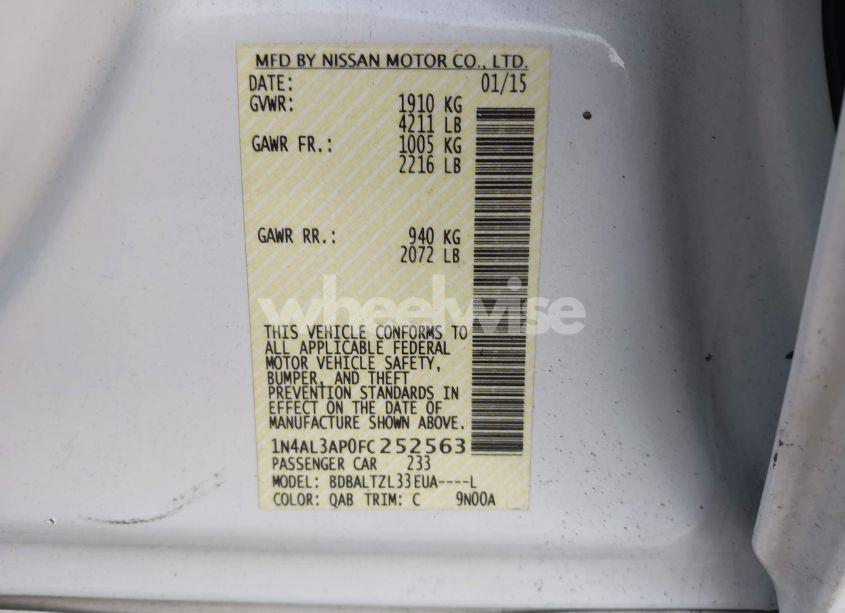 MFD BY NISSAN MOTOR CO., LTD.
DATE: 01/15
GVWR: 1910 KG
4211 LB
GAWR FR.: 1005 KG
2216 LB
GAWR RR.: 940 KG
2072 LB
wheelwise
THIS VEHICLE CONFORMS TO
ALL APPLICABLE FEDERAL
MOTOR VEHICLE SAFETY,
BUMPER, AND THEFT
PREVENTION STANDARDS IN
EFFECT ON THE DATE OF
MANUFACTURE SHOWN ABOVE.
1N4AL3AP0FC252563
PASSENGER CAR 233
MODEL: BDBALTZL33EUA----L
COLOR: QAB TRIM: C 9N00A